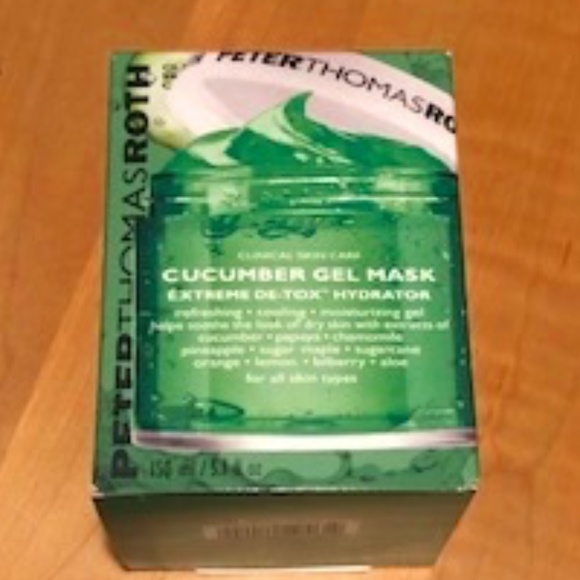 PETERTHOMASROTH
PETERTHOMASRO
CLINICAL SKIN CARE
CUCUMBER GEL MASK
EXTREME DE-TOX™ HYDRATOR
refreshing • cooling • moisturizing gel
helps soothe the look of dry skin with extracts of
cucumber • papaya • chamomile
pineapple • sugar maple • sugarcane
orange • lemon • bilberry • aloe
for all skin types
150 ml / 5.1 fl oz